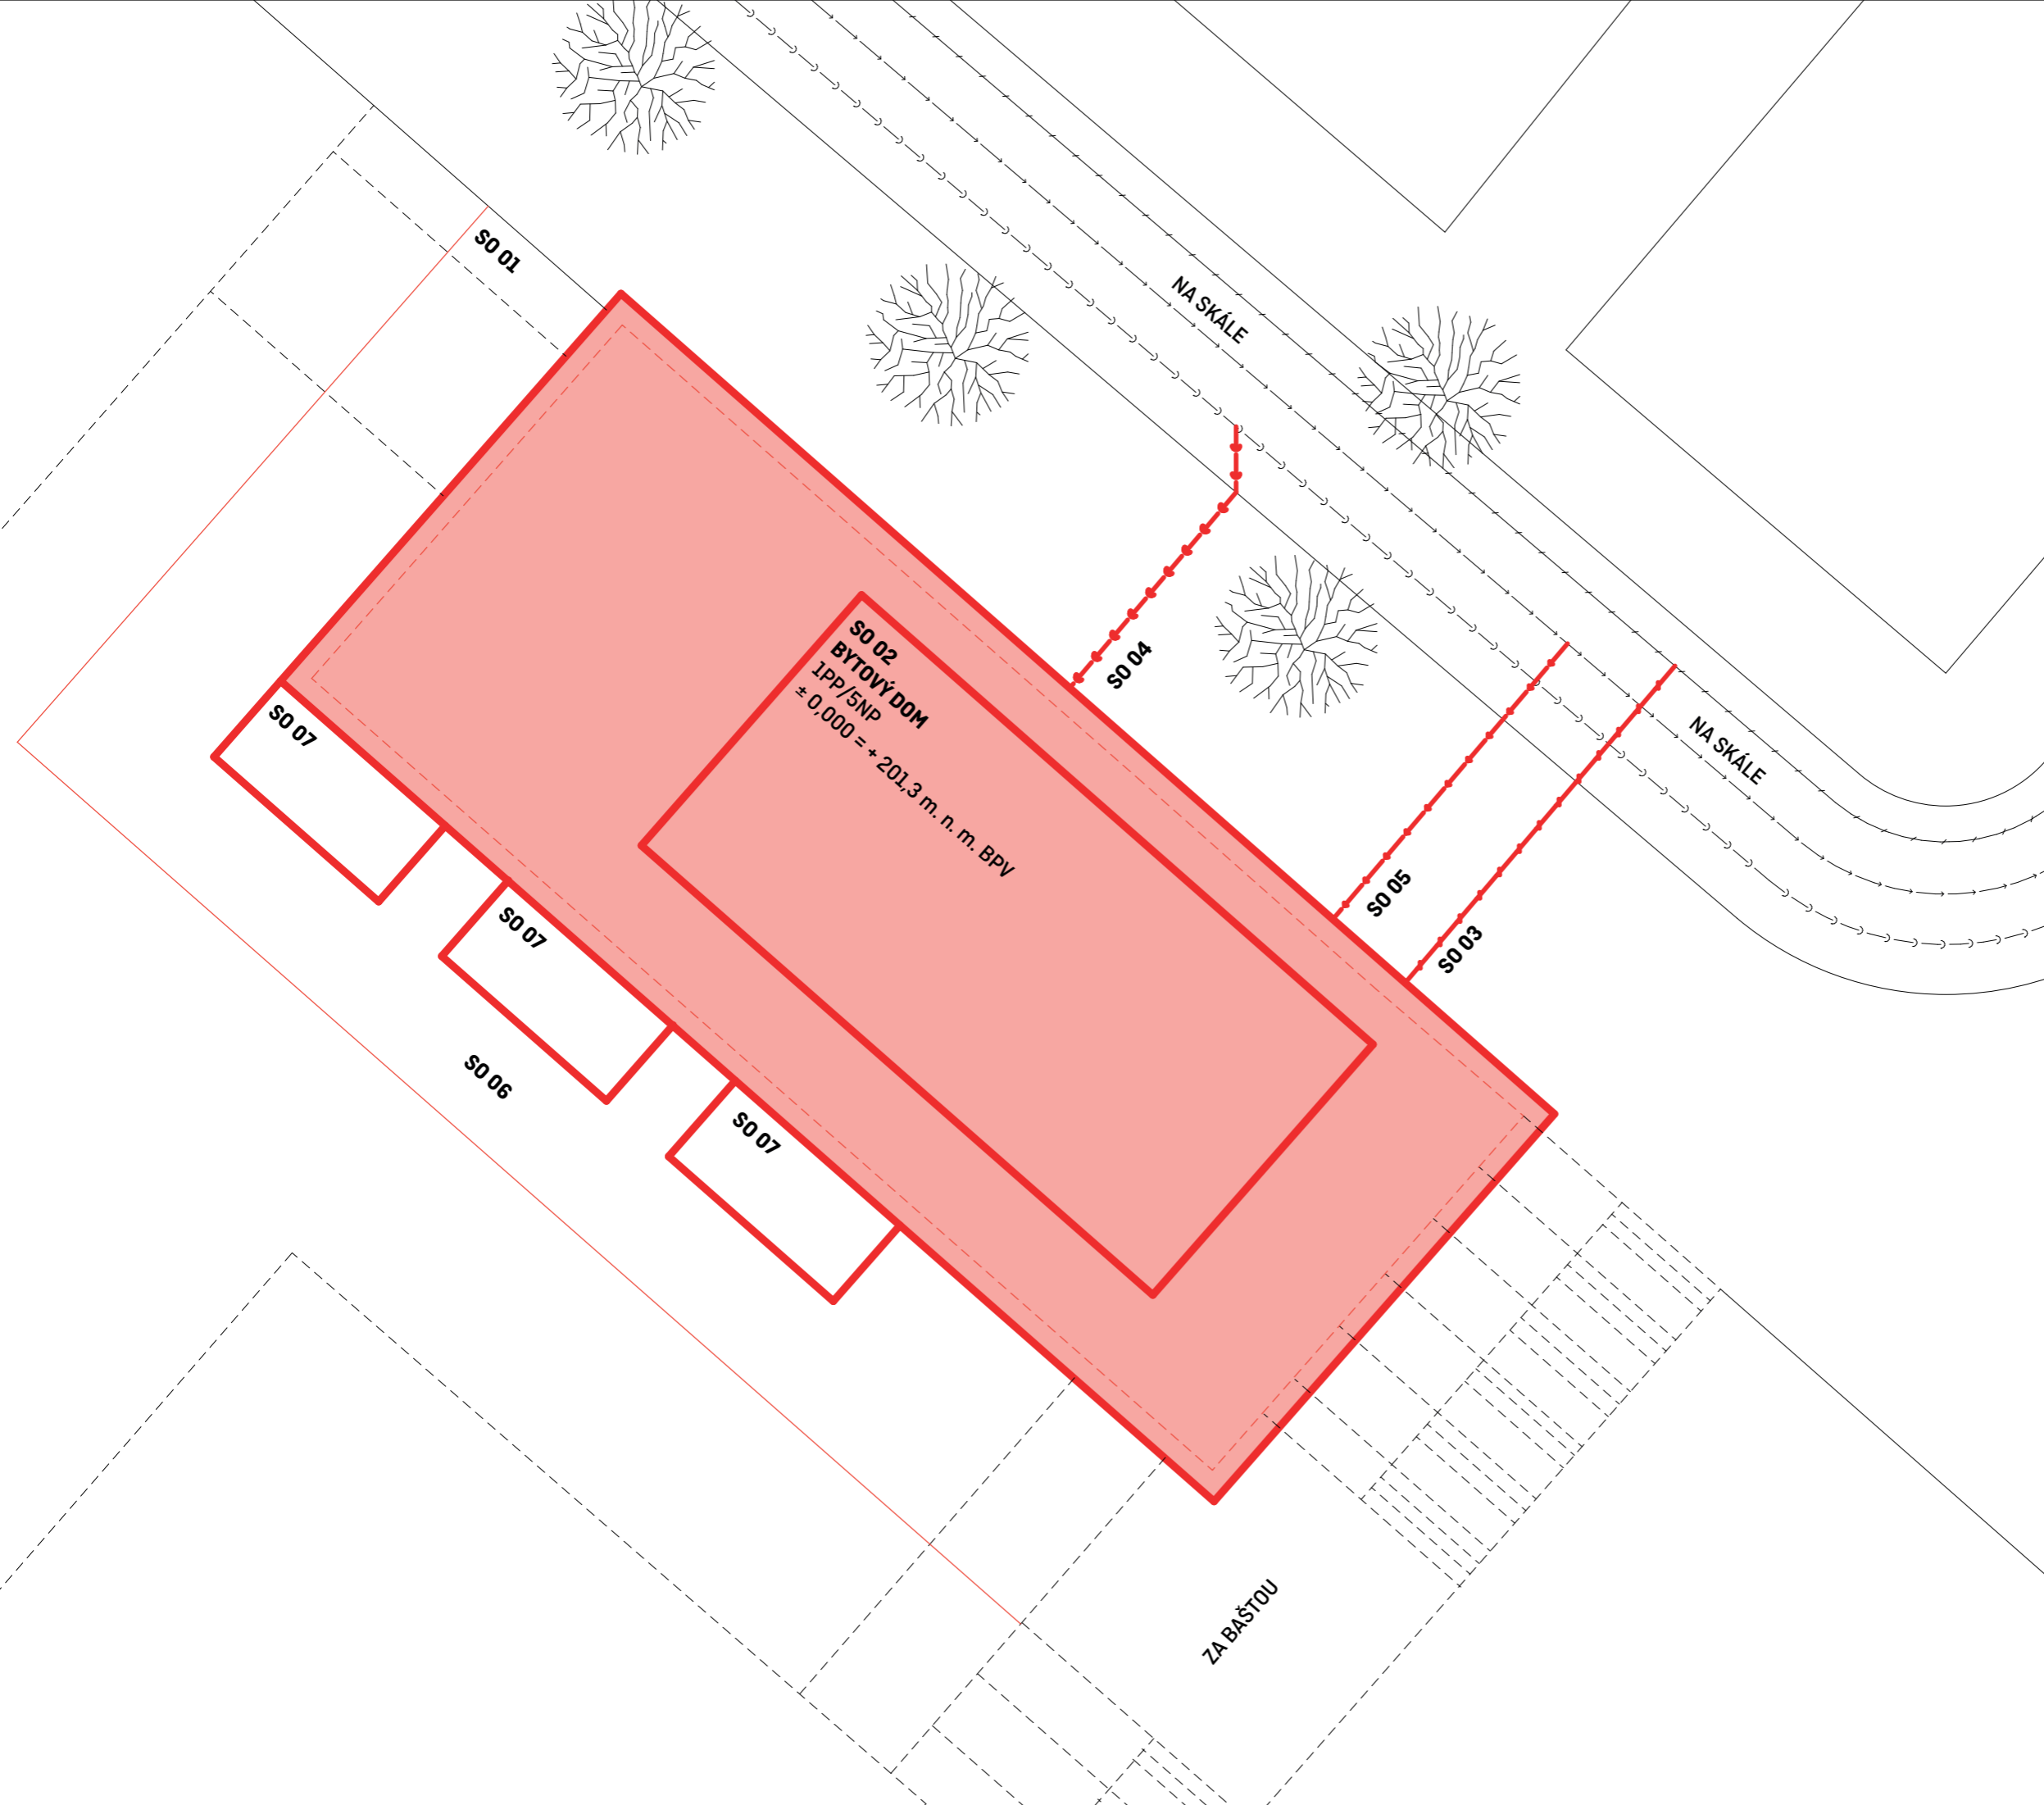 SO 01
NA SKÁLE
SO 02
BYTOVÝ DOM
1PP/5NP
± 0,000 = + 201,3 m. n. m. BPV
SO 04
SO 07
NA SKÁLE
SO 05
SO 07
SO 03
SO 06
SO 07
ZA BAŠTOU